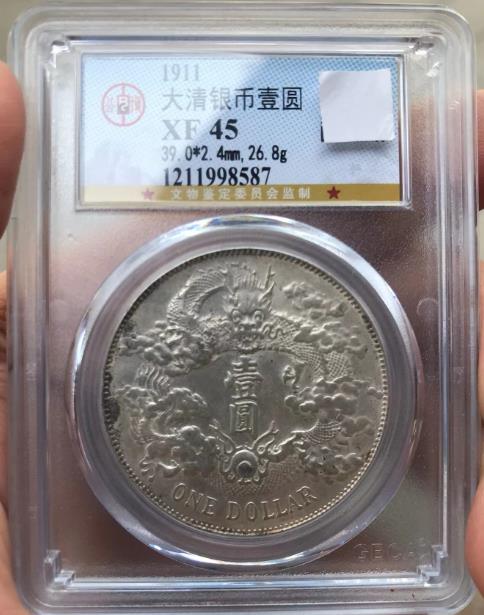 1911
大清银币壹圆
XF 45
39.0*2.4mm,26.8g
1211998587
文物鉴定委员会监制
壹
圆
ONE DOLLAR